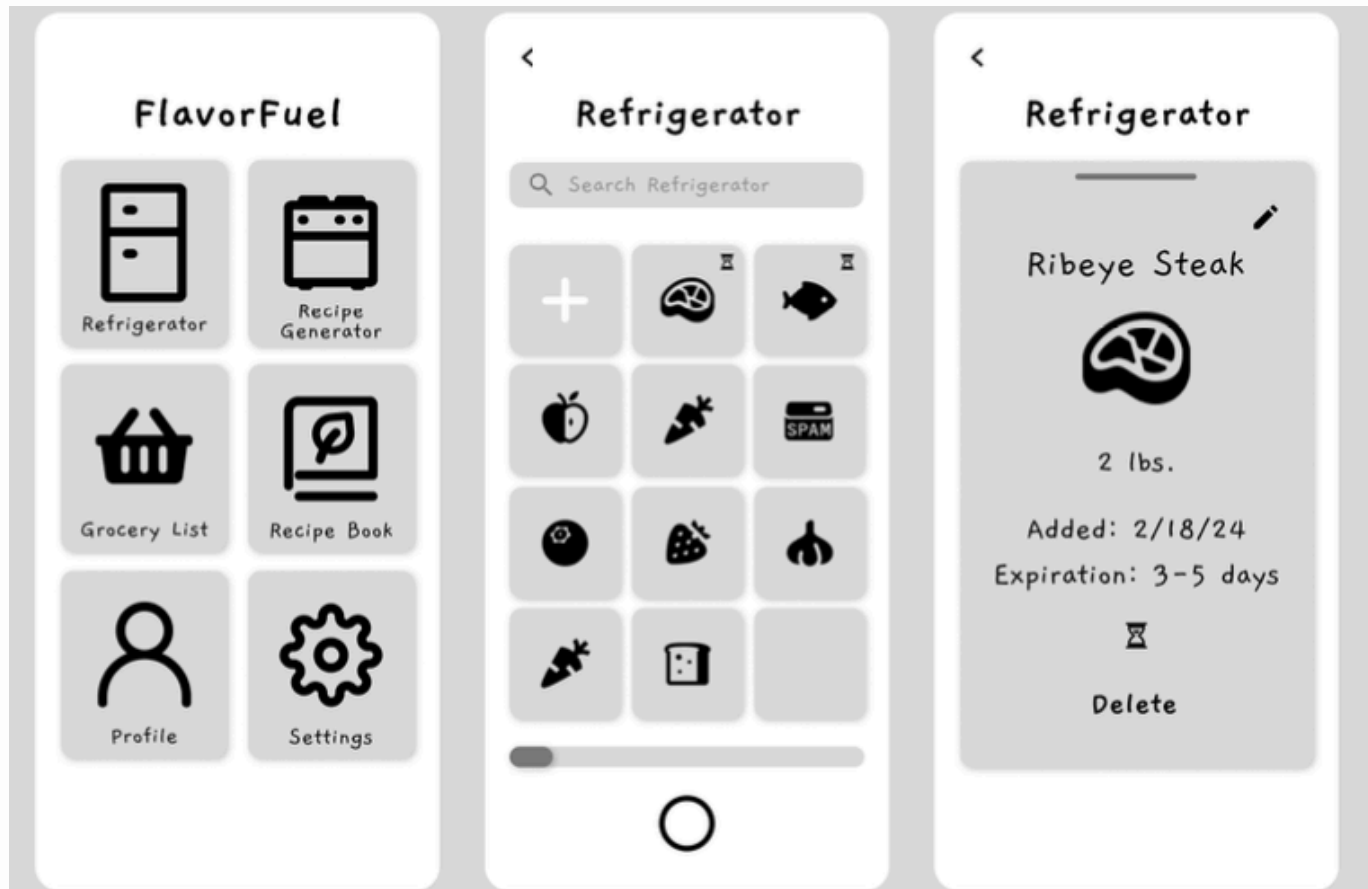 FlavorFuel
Refrigerator
Recipe
Generator
Grocery List
Recipe Book
Profile
Settings
Refrigerator
Search Refrigerator
SPAM
Refrigerator
Ribeye Steak
2 lbs.
Added: 2/18/24
Expiration: 3-5 days
Delete